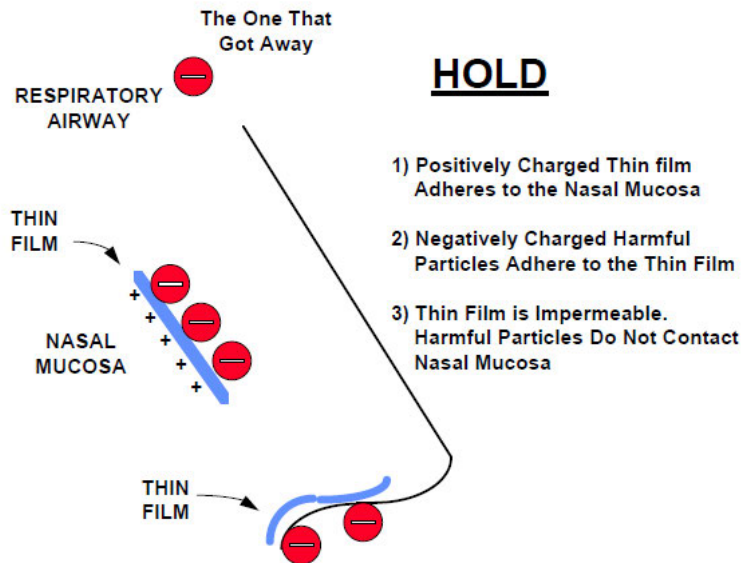 The One That
Got Away
HOLD
RESPIRATORY
AIRWAY
1) Positively Charged Thin film
Adheres to the Nasal Mucosa
2) Negatively Charged Harmful
Particles Adhere to the Thin Film
3) Thin Film is Impermeable.
Harmful Particles Do Not Contact
Nasal Mucosa
THIN
FILM
NASAL
MUCOSA
THIN
FILM